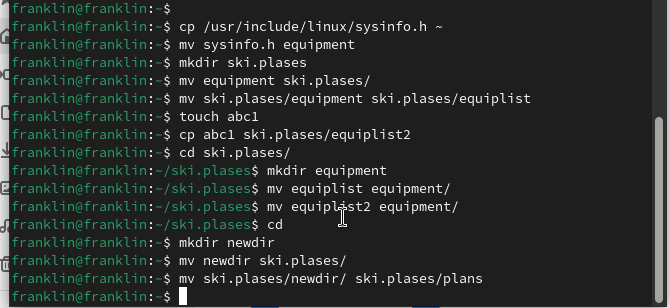 franklin@franklin:~$
franklin@franklin:~$ cp /usr/include/linux/sysinfo.h ~
franklin@franklin:~$ mv sysinfo.h equipment
franklin@franklin:~$ mkdir ski.plases
franklin@franklin:~$ mv equipment ski.plases/
franklin@franklin:~$ mv ski.plases/equipment ski.plases/equiplist
franklin@franklin:~$ touch abc1
franklin@franklin:~$ cp abc1 ski.plases/equiplist2
franklin@franklin:~$ cd ski.plases/
franklin@franklin:~/ski.plases$ mkdir equipment
franklin@franklin:~/ski.plases$ mv equiplist equipment/
franklin@franklin:~/ski.plases$ mv equiplist2 equipment/
franklin@franklin:~/ski.plases$ cd
franklin@franklin:~$ mkdir newdir
franklin@franklin:~$ mv newdir ski.plases/
franklin@franklin:~$ mv ski.plases/newdir/ ski.plases/plans
franklin@franklin:~$